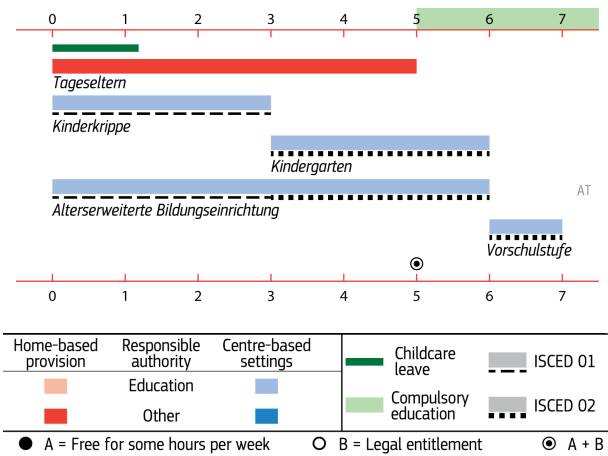 0 1 2 3 4 5 6 7
Tageseltern
Kinderkrippe
Kindergarten
Alterserweiterte Bildungseinrichtung
AT
Vorschulstufe
0 1 2 3 4 5 6 7
Home-based provision
Responsible authority
Centre-based settings
Education
Other
Childcare leave
ISCED 01
Compulsory education
ISCED 02
A = Free for some hours per week
B = Legal entitlement
A + B